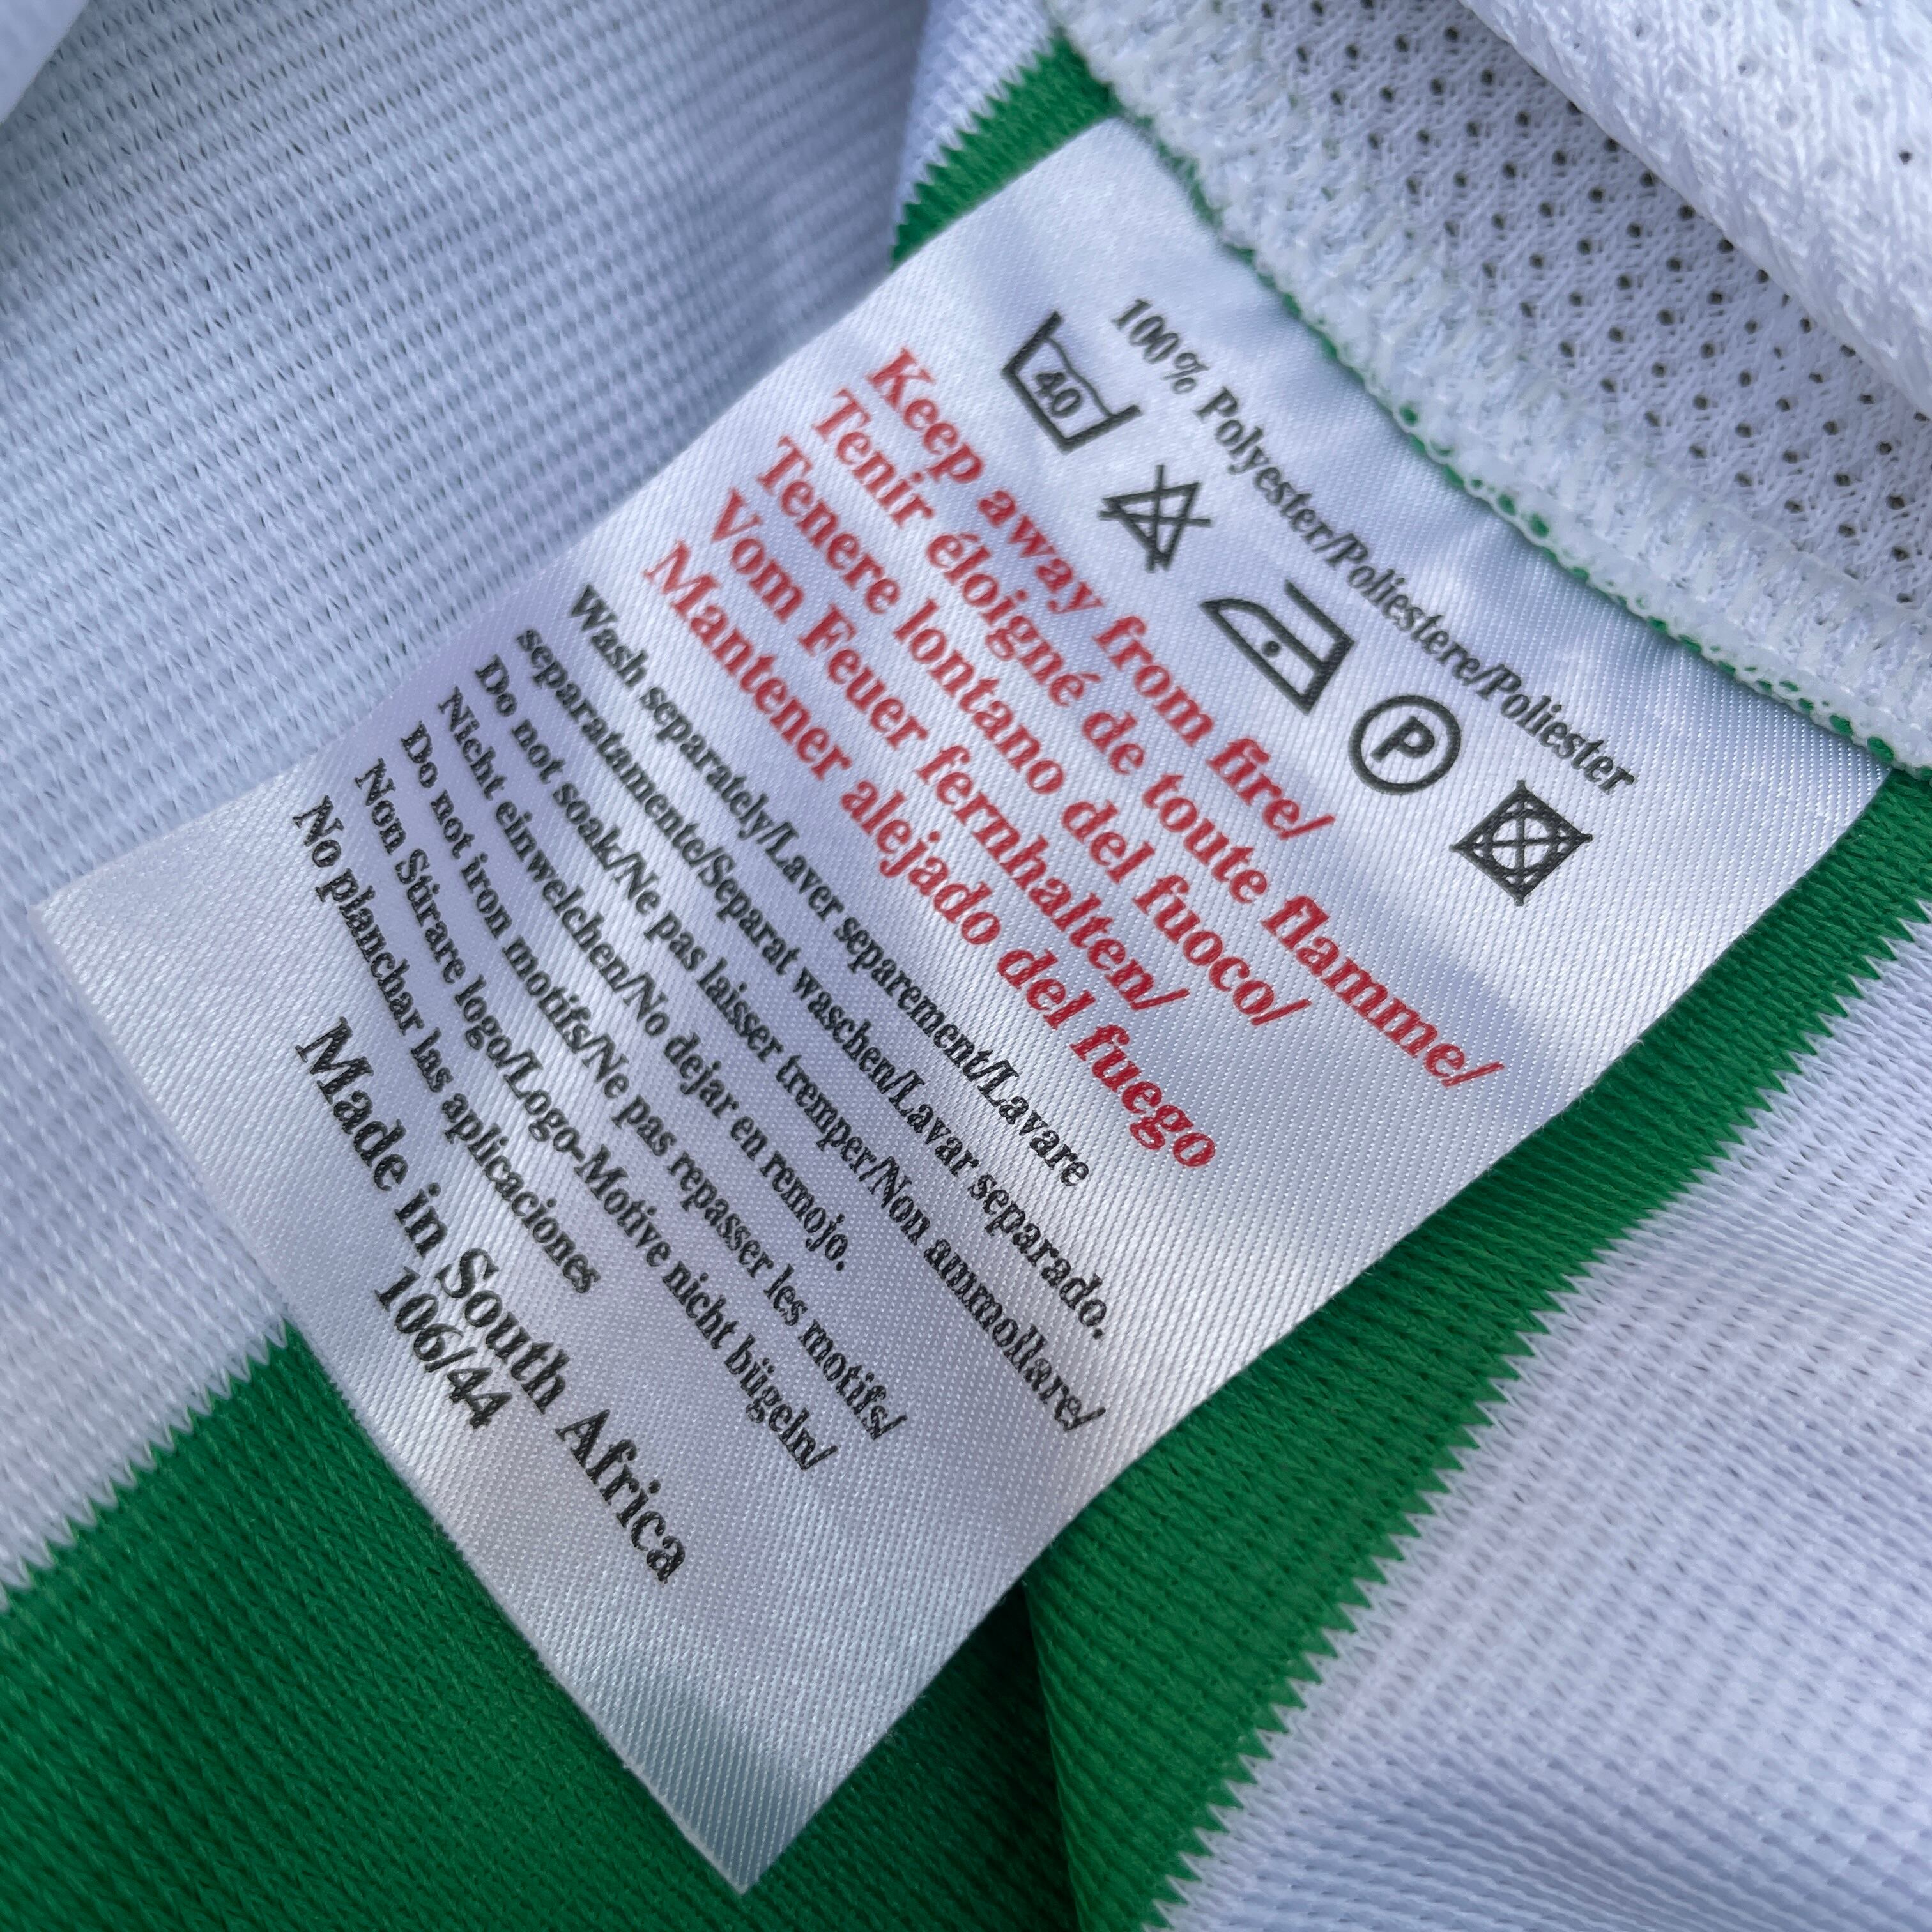 100% Polyester/Poliestere/Poliester
40
P
Keep away from fire/
Tenir éloigné de toute flamme/
Tenere lontano del fuoco/
Vom Feuer fernhalten/
Mantener alejado del fuego
Wash separately/Laver separement/Lavare
separatamente/Separat waschen/Lavar separado.
Do not soak/Ne pas laisser tremper/Non ammollare/
Nicht einwelchen/No dejar en remojo.
Do not iron motifs/Ne pas repasser les motifs/
Non Stirare logo/Logo-Motive nicht bügeln/
No planchar las aplicaciones
Made in South Africa
106/44